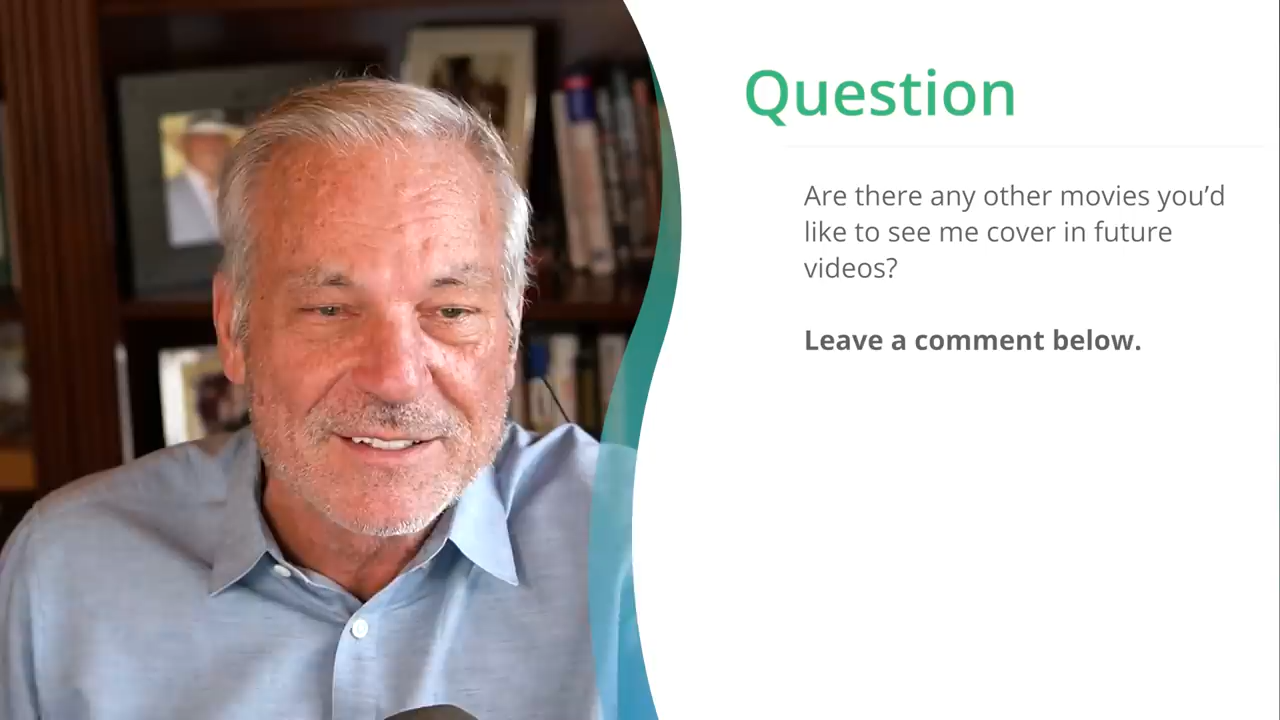 Question
Are there any other movies you’d
like to see me cover in future
videos?
Leave a comment below.